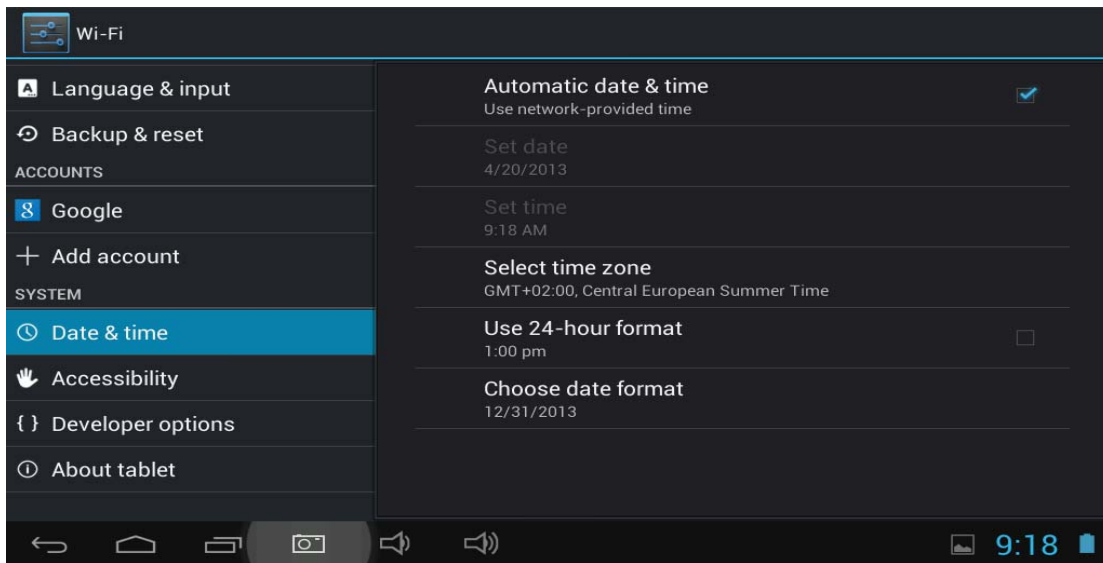 Wi-Fi
Language & input
Backup & reset
ACCOUNTS
Google
Add account
SYSTEM
Date & time
Accessibility
Developer options
About tablet
Automatic date & time
Use network-provided time
Set date
4/20/2013
Set time
9:18 AM
Select time zone
GMT+02:00, Central European Summer Time
Use 24-hour format
1:00 pm
Choose date format
12/31/2013
9:18